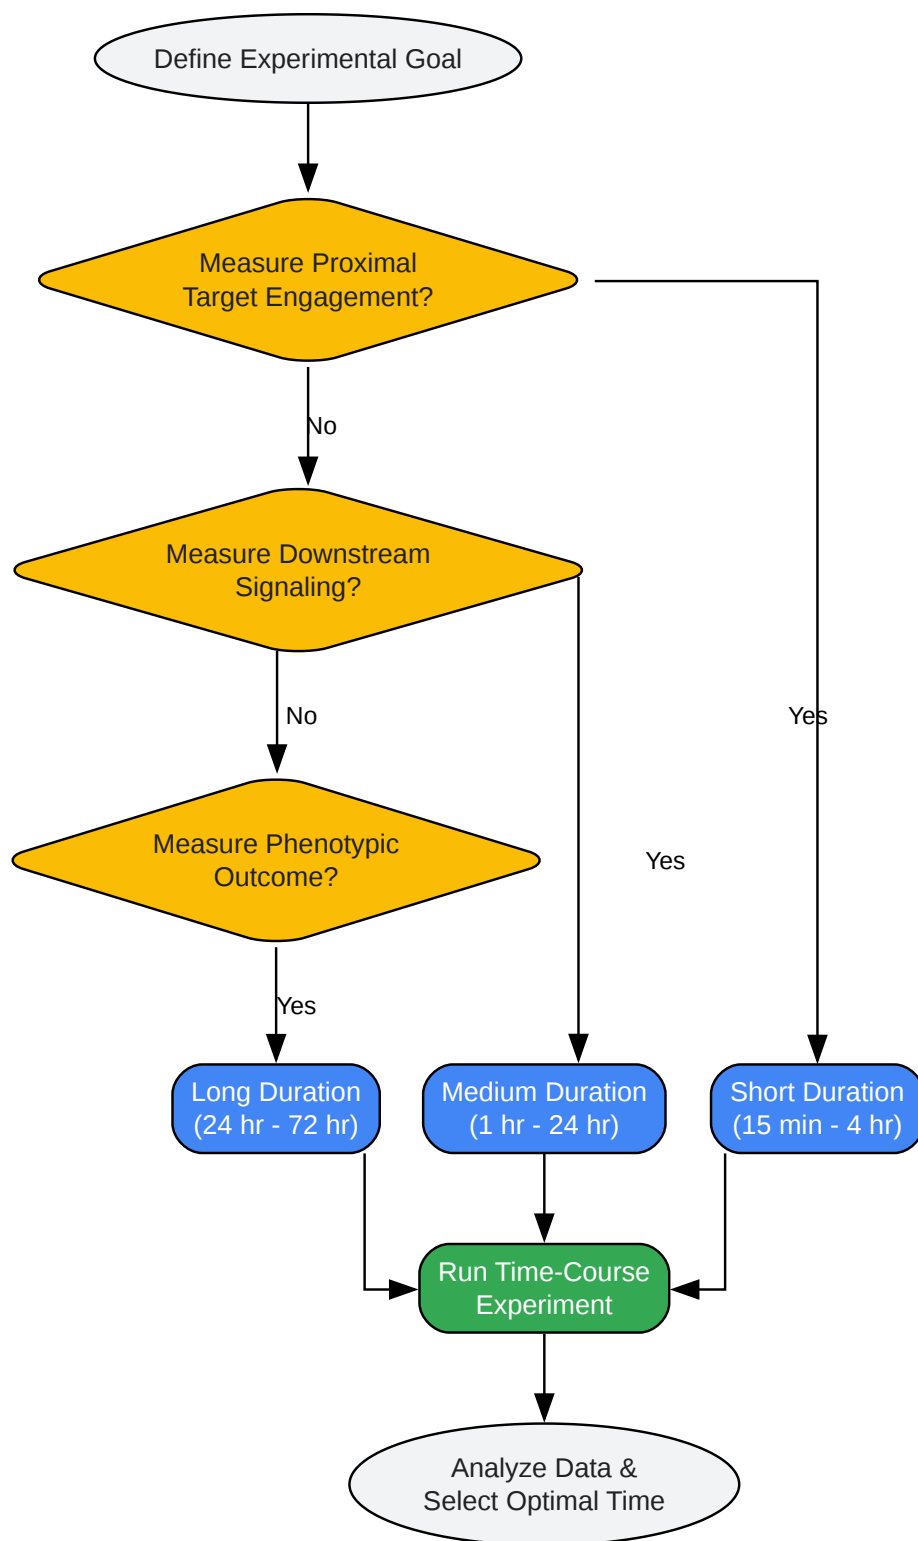 Define Experimental Goal
Measure Proximal
Target Engagement?
No
Measure Downstream
Signaling?
No
Yes
Measure Phenotypic
Outcome?
Yes
Yes
Long Duration
(24 hr - 72 hr)
Medium Duration
(1 hr - 24 hr)
Short Duration
(15 min - 4 hr)
Run Time-Course
Experiment
Analyze Data &
Select Optimal Time